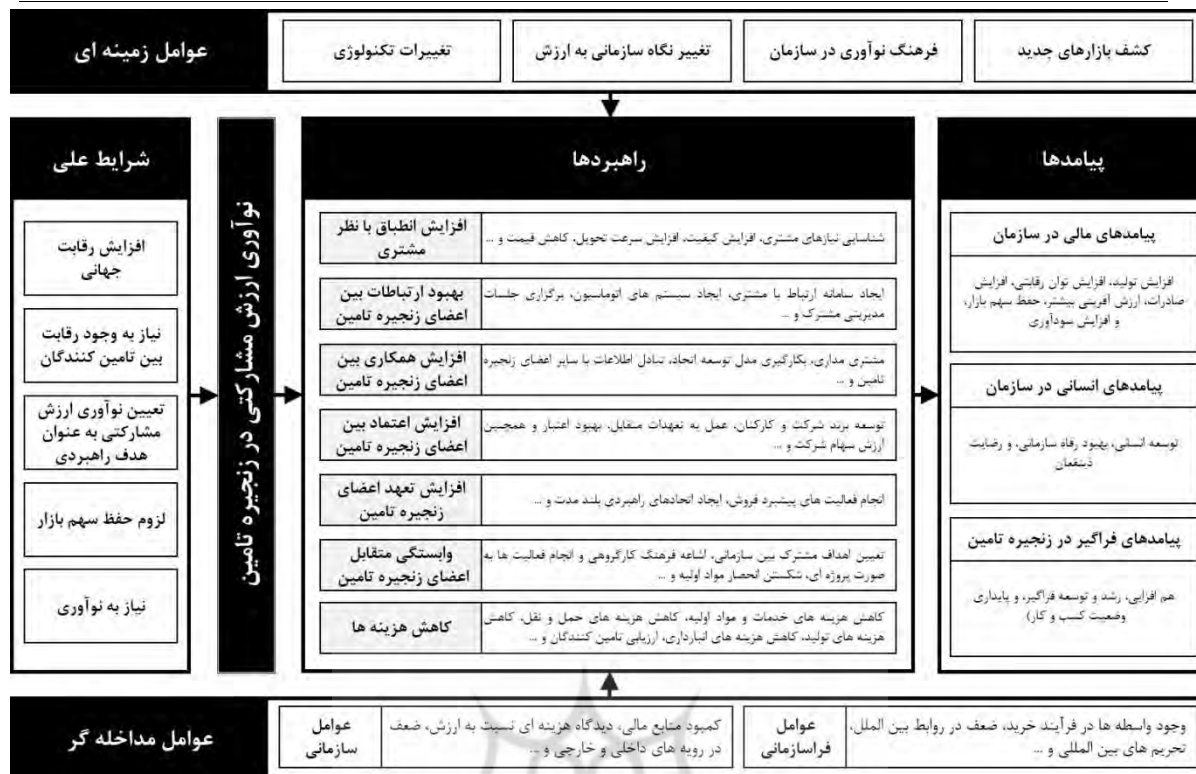 عوامل زمینه ای
تغییرات تکنولوژی
تغییر نگاه سازمانی به ارزش
فرهنگ نوآوری در سازمان
کشف بازارهای جدید
شرایط علی
افزایش رقابت
جهانی
نیاز به وجود رقابت
بین تامین کنندگان
تعیین نوآوری ارزش
مشارکتی به عنوان
هدف راهبردی
لزوم حفظ سهم بازار
نیاز به نوآوری
نوآوری ارزش مشارکتی در زنجیره تامین
راهبردها
افزایش انطباق با نظر
مشتری
شناسایی نیازهای مشتری، افزایش کیفیت، افزایش سرعت تحویل، کاهش قیمت و ...
بهبود ارتباطات بین
اعضای زنجیره تامین
ایجاد سامانه ارتباط با مشتری، ایجاد سیستم های اتوماسیون، برگزاری جلسات
مدیریتی مشترک و ...
افزایش همکاری بین
اعضای زنجیره تامین
مشتری مداری، بکارگیری مدل توسعه اتحاد، تبادل اطلاعات با سایر اعضای زنجیره
تامین و ...
افزایش اعتماد بین
اعضای زنجیره تامین
توسعه برند شرکت و کارکنان، عمل به تعهدات متقابل، بهبود اعتبار و همچنین
ارزش سهام شرکت و ...
افزایش تعهد اعضای
زنجیره تامین
انجام فعالیت های پیشبرد فروش، ایجاد اتحادهای راهبردی بلند مدت و ...
وابستگی متقابل
اعضای زنجیره تامین
تعیین اهداف مشترک بین سازمانی، اشاعه فرهنگ کارگروهی و انجام فعالیت ها به
صورت پروژه ای، شکستن انحصار مواد اولیه و ...
کاهش هزینه ها
کاهش هزینه های خدمات و مواد اولیه، کاهش هزینه های حمل و نقل، کاهش
هزینه های تولید، کاهش هزینه های انبارداری، ارزیابی تامین کنندگان و ...
پیامدها
پیامدهای مالی در سازمان
افزایش تولید، افزایش توان رقابتی، افزایش
صادرات، ارزش آفرینی بیشتر، حفظ سهم بازار،
و افزایش سودآوری
پیامدهای انسانی در سازمان
توسعه انسانی، بهبود رفاه سازمانی، و رضایت
ذینفعان
پیامدهای فراگیر در زنجیره تامین
هم افزایی، رشد و توسعه فراگیر، و پایداری
وضعیت کسب و کار)
عوامل مداخله گر
عوامل
سازمانی
کمبود منابع مالی، دیدگاه هزینه ای نسبت به ارزش، ضعف
در رویه های داخلی و خارجی و ...
عوامل
فراسازمانی
وجود واسطه ها در فرآیند خرید، ضعف در روابط بین الملل،
تحریم های بین المللی و ...